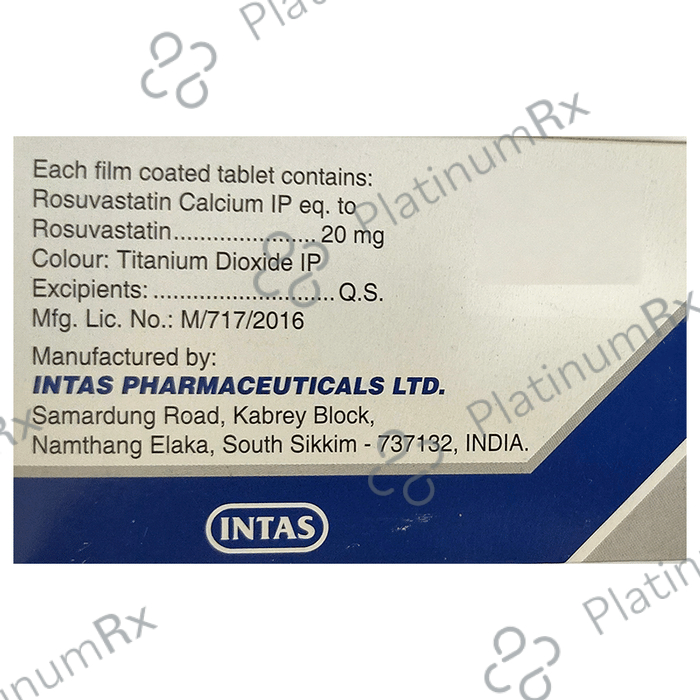 Each film coated tablet contains:
Rosuvastatin Calcium IP eq. to
Rosuvastatin......................20 mg
Colour: Titanium Dioxide IP
Excipients:............................Q.S.
Mfg. Lic. No.: M/717/2016
Manufactured by:
INTAS PHARMACEUTICALS LTD.
Samardung Road, Kabrey Block,
Namthang Elaka, South Sikkim - 737132, INDIA.
INTAS
PlatinumRx
PlatinumRx
PlatinumRx
PlatinumRx